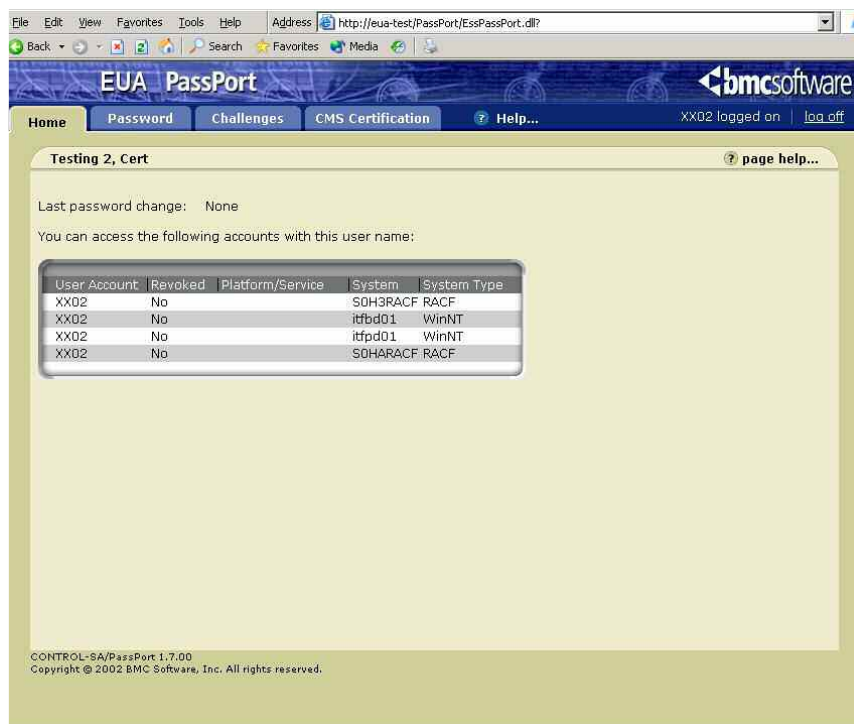 File Edit View Favorites Tools Help Address http://eua-test/PassPort/EssPassPort.dll?
Back Search Favorites Media
EUA PassPort bmcsoftware
Home Password Challenges CMS Certification ? Help... XX02 logged on | log off
Testing 2, Cert ? page help...
Last password change: None
You can access the following accounts with this user name:
User Account Revoked Platform/Service System System Type
XX02 No S0H3RACF RACF
XX02 No itfbd01 WinNT
XX02 No itfpd01 WinNT
XX02 No S0HARACF RACF
CONTROL-SA/PassPort 1.7.00
Copyright © 2002 BMC Software, Inc. All rights reserved.